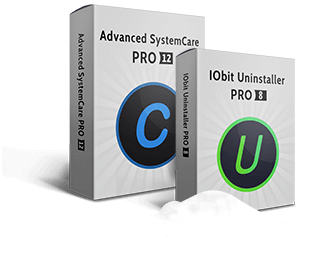 Advanced SystemCare
PRO 12
C
Advanced SystemCare PRO 12
IObit Uninstaller
PRO 8
U
IObit Uninstaller PRO 8